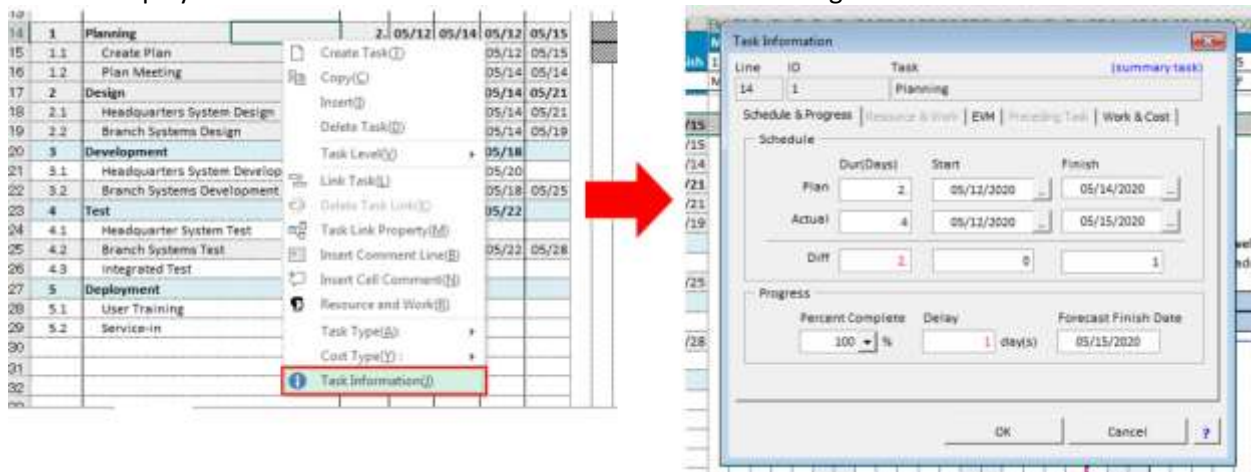 14 1 Planning 2. 05/12 05/14 05/12 05/15
15 1.1 Create Plan 05/12 05/15
16 1.2 Plan Meeting 05/14 05/14
17 2 Design 05/14 05/21
18 2.1 Headquarters System Design 05/14 05/21
19 2.2 Branch Systems Design 05/14 05/19
20 3 Development 05/18
21 3.1 Headquarters System Develop 05/20
22 3.2 Branch Systems Development 05/18 05/25
23 4 Test 05/22
24 4.1 Headquarter System Test
25 4.2 Branch Systems Test 05/22 05/28
26 4.3 Integrated Test
27 5 Deployment
28 5.1 User Training
29 5.2 Service-in
30
31
32
Create Task(T)
Copy(C)
Insert(I)
Delete Task(D)
Task Level(V)
Link Task(L)
Delete Task Link(K)
Task Link Property(M)
Insert Comment Line(B)
Insert Cell Comment(N)
Resource and Work(R)
Task Type(A):
Cost Type(Y) :
Task Information(J)
Task Information
Line ID Task (summary task)
14 1 Planning
Schedule & Progress Resource & Work EVM Preceding Task Work & Cost
Schedule
Dur(Days) Start Finish
Plan 2 05/12/2020 ... 05/14/2020 ...
Actual 4 05/12/2020 ... 05/15/2020 ...
Diff 2 0 1
Progress
Percent Complete Delay Forecast Finish Date
100 % 1 day(s) 05/15/2020
OK Cancel ?
/15
/15
/14
/21
/21
/19
/25
/28